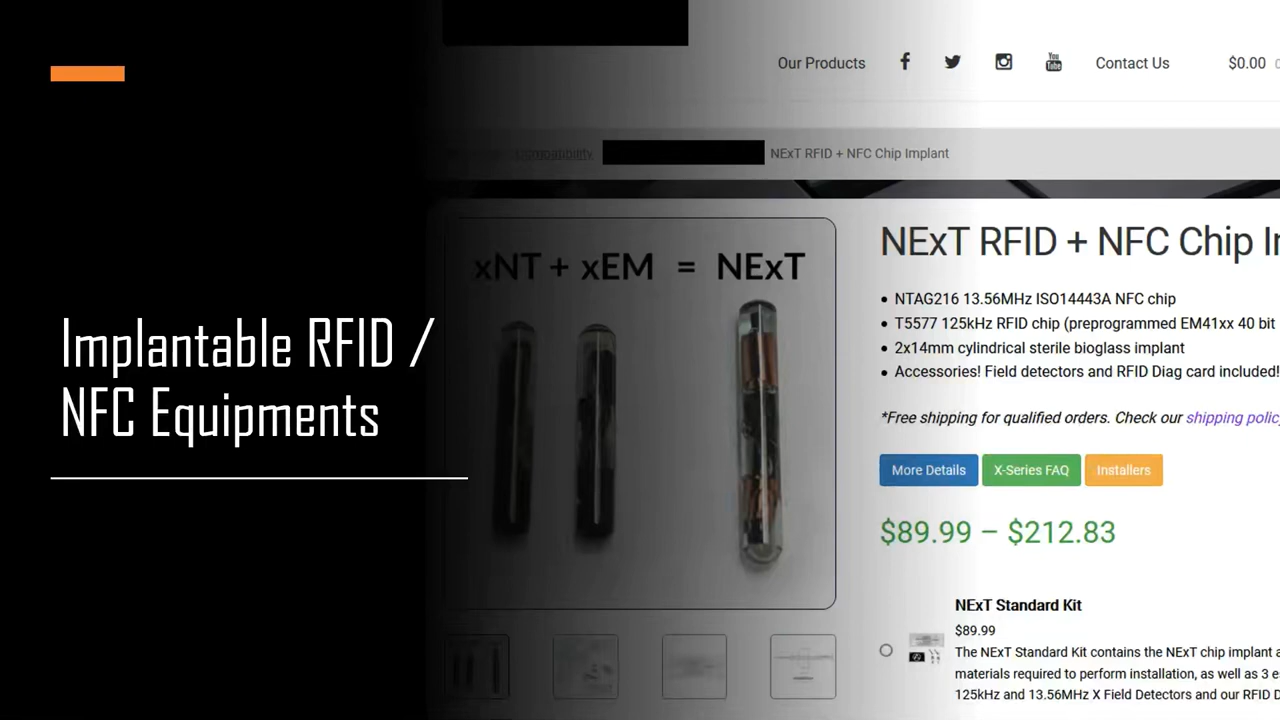 Our Products
Contact Us
$0.00
Compatibility
NExT RFID + NFC Chip Implant
xNT + xEM = NExT
NExT RFID + NFC Chip
NTAG216 13.56MHz ISO14443A NFC chip
T5577 125kHz RFID chip (preprogrammed EM41xx 40 bit
2x14mm cylindrical sterile bioglass implant
Accessories! Field detectors and RFID Diag card included!
*Free shipping for qualified orders. Check our shipping policy
More Details
X-Series FAQ
Installers
$89.99 – $212.83
NExT Standard Kit
$89.99
The NExT Standard Kit contains the NExT chip implant
materials required to perform installation, as well as 3
125kHz and 13.56MHz X Field Detectors and our RFID
Implantable RFID /
NFC Equipments